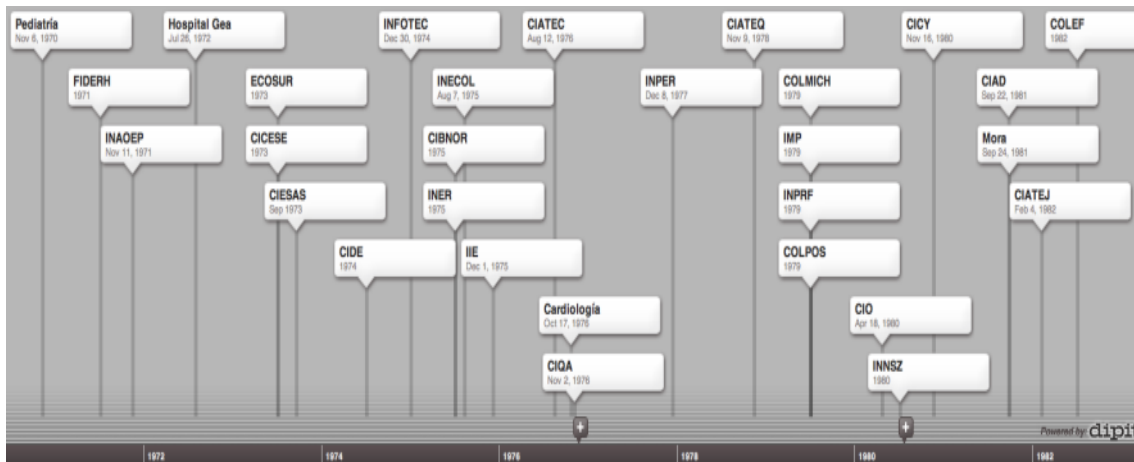 Pediatría
Nov 6, 1970
Hospital Gea
Jul 26, 1972
INFOTEC
Dec 30, 1974
CIATEC
Aug 12, 1976
CIATEQ
Nov 9, 1978
CICY
Nov 16, 1980
COLEF
1982
FIDERH
1971
ECOSUR
1973
INECOL
Aug 7, 1975
INPER
Dec 8, 1977
COLMICH
1979
CIAD
Sep 22, 1981
INAOEP
Nov 11, 1971
CICESE
1973
CIBNOR
1975
IMP
1979
Mora
Sep 24, 1981
CIESAS
Sep 1973
INER
1975
INPRF
1979
CIATEJ
Feb 4, 1982
CIDE
1974
IIE
Dec 1, 1975
COLPOS
1979
Cardiología
Oct 17, 1976
CIO
Apr 18, 1980
CIQA
Nov 2, 1976
INNSZ
1980
Powered by: dipit
1972 1974 1976 1978 1980 1982